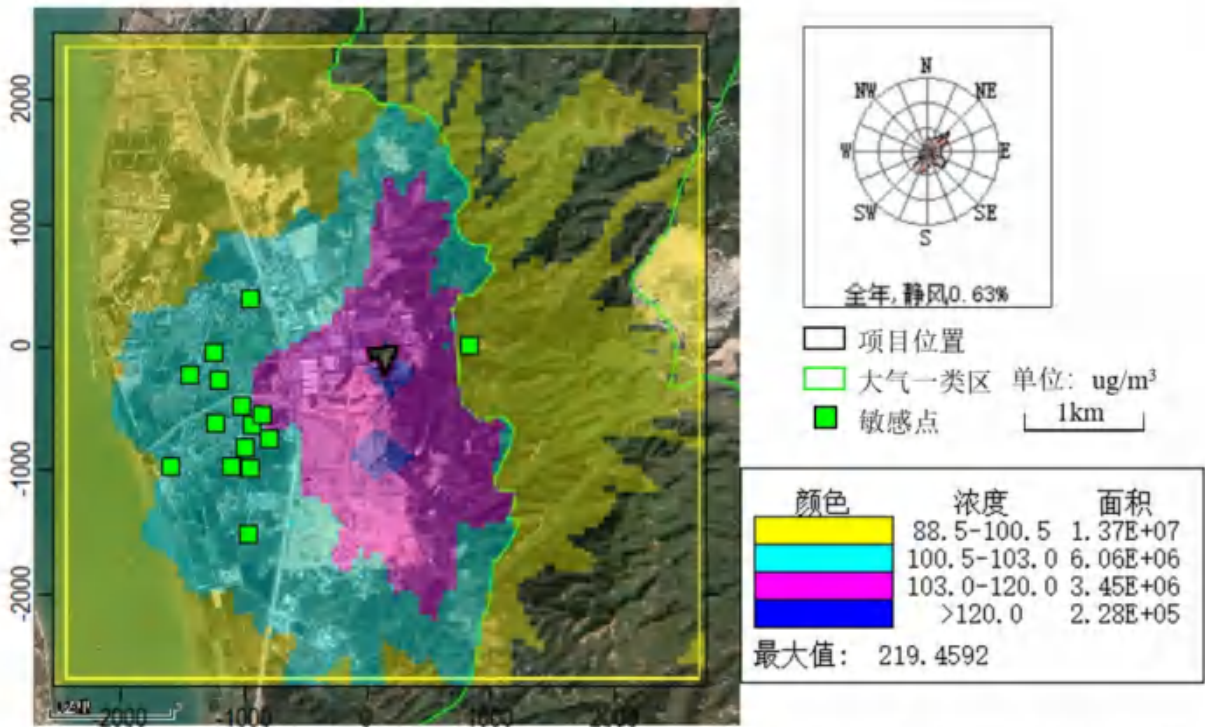 2000
1000
0
-1000
-2000
-2000 -1000 0 1000 2000
N
NW NE
W E
SW SE
S
全年,静风0.63%
项目位置
大气一类区 单位: ug/m³
敏感点 1km
颜色 浓度 面积
88.5-100.5 1.37E+07
100.5-103.0 6.06E+06
103.0-120.0 3.45E+06
>120.0 2.28E+05
最大值: 219.4592